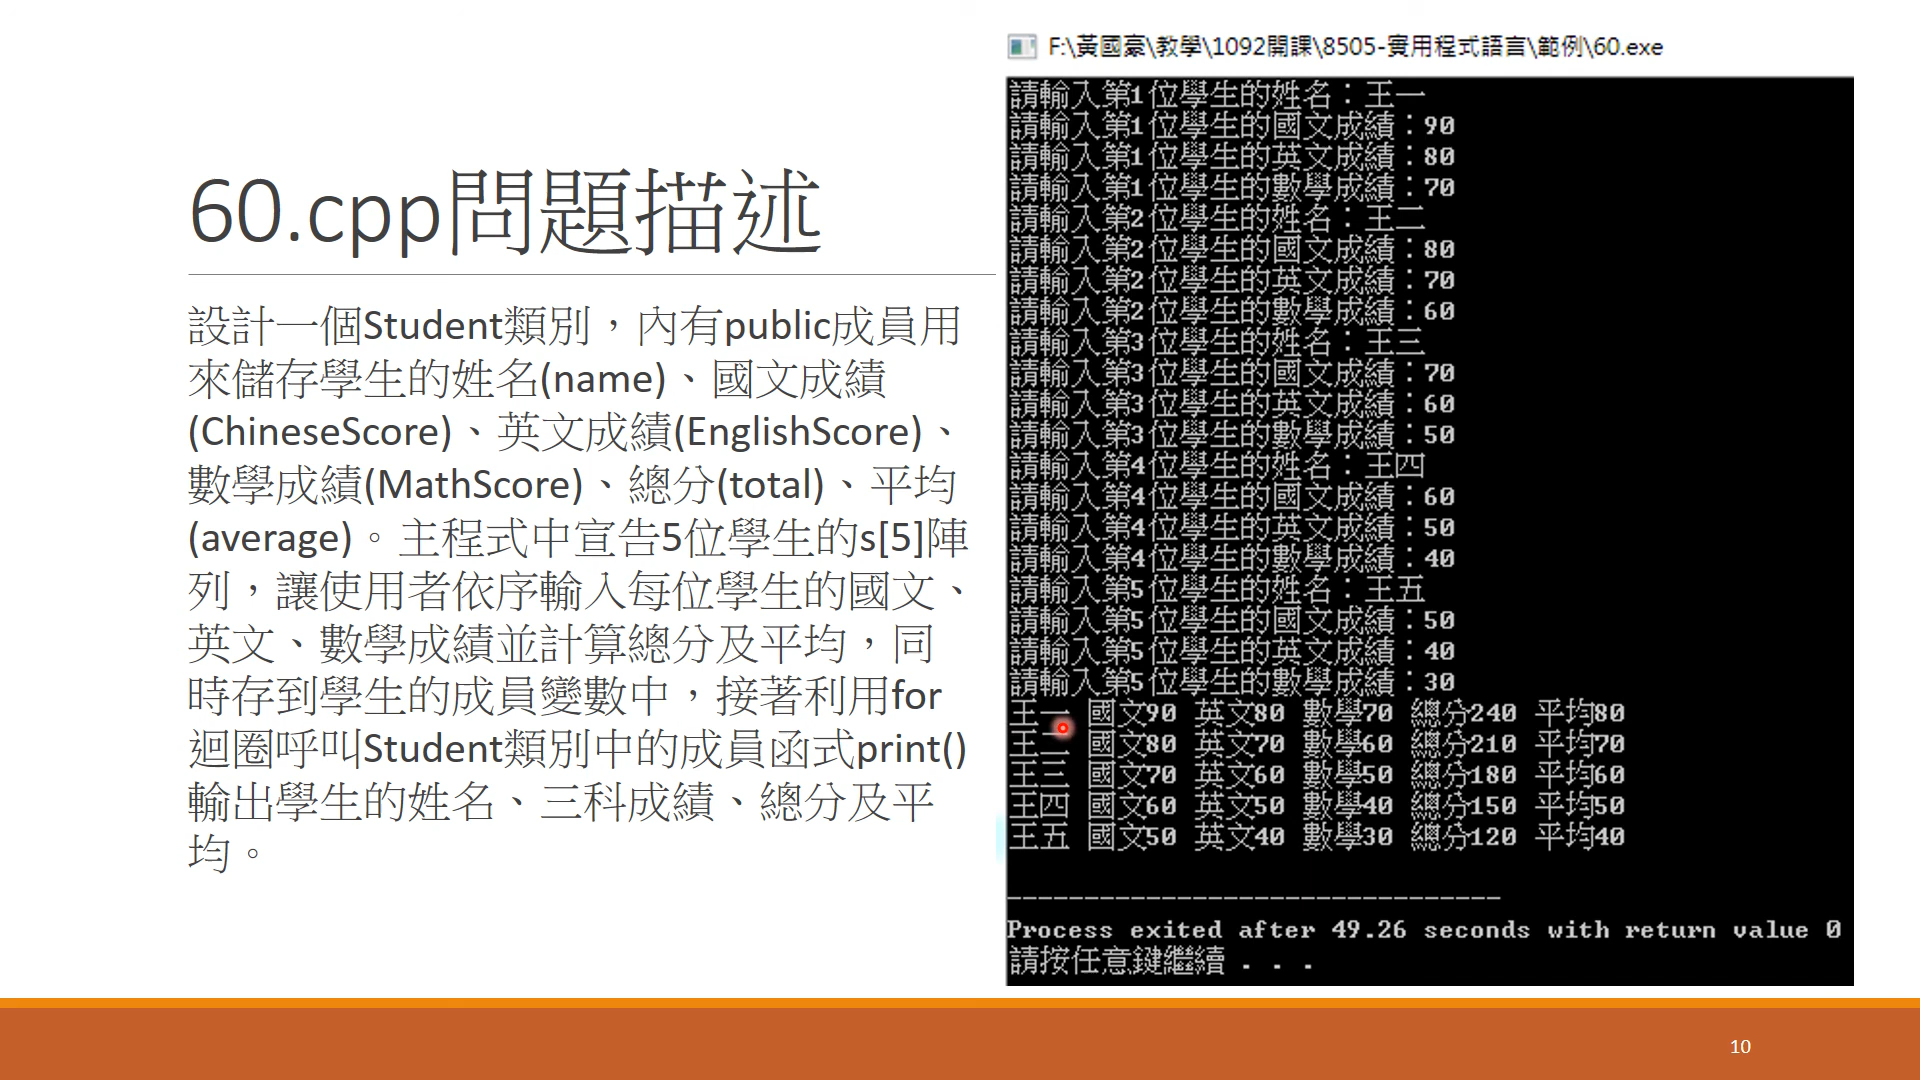 60.cpp問題描述
設計一個Student類別，內有public成員用
來儲存學生的姓名(name)、國文成績
(ChineseScore)、英文成績(EnglishScore)、
數學成績(MathScore)、總分(total)、平均
(average)。主程式中宣告5位學生的s[5]陣
列，讓使用者依序輸入每位學生的國文、
英文、數學成績並計算總分及平均，同
時存到學生的成員變數中，接著利用for
迴圈呼叫Student類別中的成員函式print()
輸出學生的姓名、三科成績、總分及平
均。
F:\黃國豪\教學\1092開課\8505-實用程式語言\範例\60.exe
請輸入第1位學生的姓名：王一
請輸入第1位學生的國文成績：90
請輸入第1位學生的英文成績：80
請輸入第1位學生的數學成績：70
請輸入第2位學生的姓名：王二
請輸入第2位學生的國文成績：80
請輸入第2位學生的英文成績：70
請輸入第2位學生的數學成績：60
請輸入第3位學生的姓名：王三
請輸入第3位學生的國文成績：70
請輸入第3位學生的英文成績：60
請輸入第3位學生的數學成績：50
請輸入第4位學生的姓名：王四
請輸入第4位學生的國文成績：60
請輸入第4位學生的英文成績：50
請輸入第4位學生的數學成績：40
請輸入第5位學生的姓名：王五
請輸入第5位學生的國文成績：50
請輸入第5位學生的英文成績：40
請輸入第5位學生的數學成績：30
王一 國文90 英文80 數學70 總分240 平均80
王二 國文80 英文70 數學60 總分210 平均70
王三 國文70 英文60 數學50 總分180 平均60
王四 國文60 英文50 數學40 總分150 平均50
王五 國文50 英文40 數學30 總分120 平均40
--------------------------------
Process exited after 49.26 seconds with return value 0
請按任意鍵繼續 . . .
10